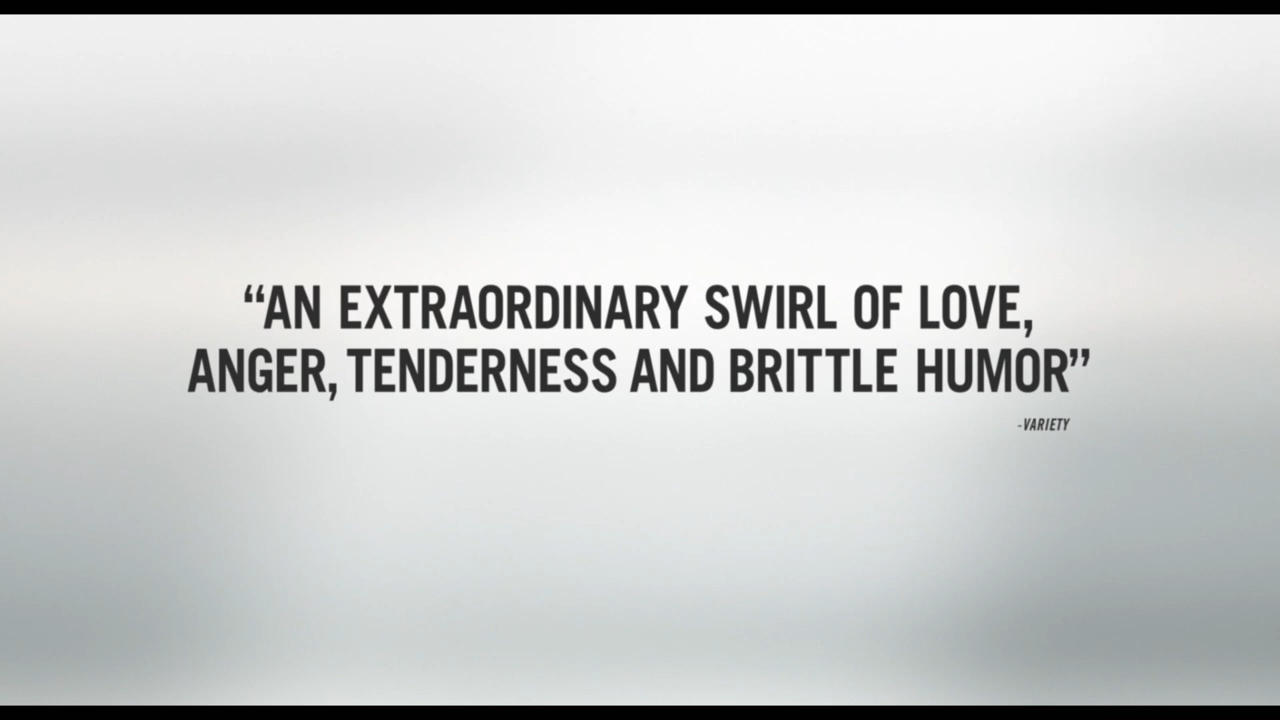 “AN EXTRAORDINARY SWIRL OF LOVE,
ANGER, TENDERNESS AND BRITTLE HUMOR”
-VARIETY